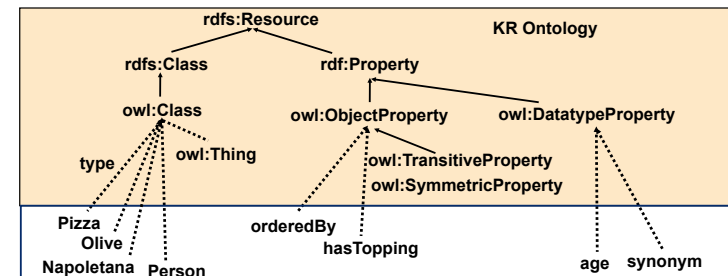 rdfs:Resource
KR Ontology
rdfs:Class
rdf:Property
owl:Class
owl:ObjectProperty
owl:DatatypeProperty
type
owl:Thing
owl:TransitiveProperty
owl:SymmetricProperty
Pizza
Olive
Napoletana
Person
orderedBy
hasTopping
age
synonym